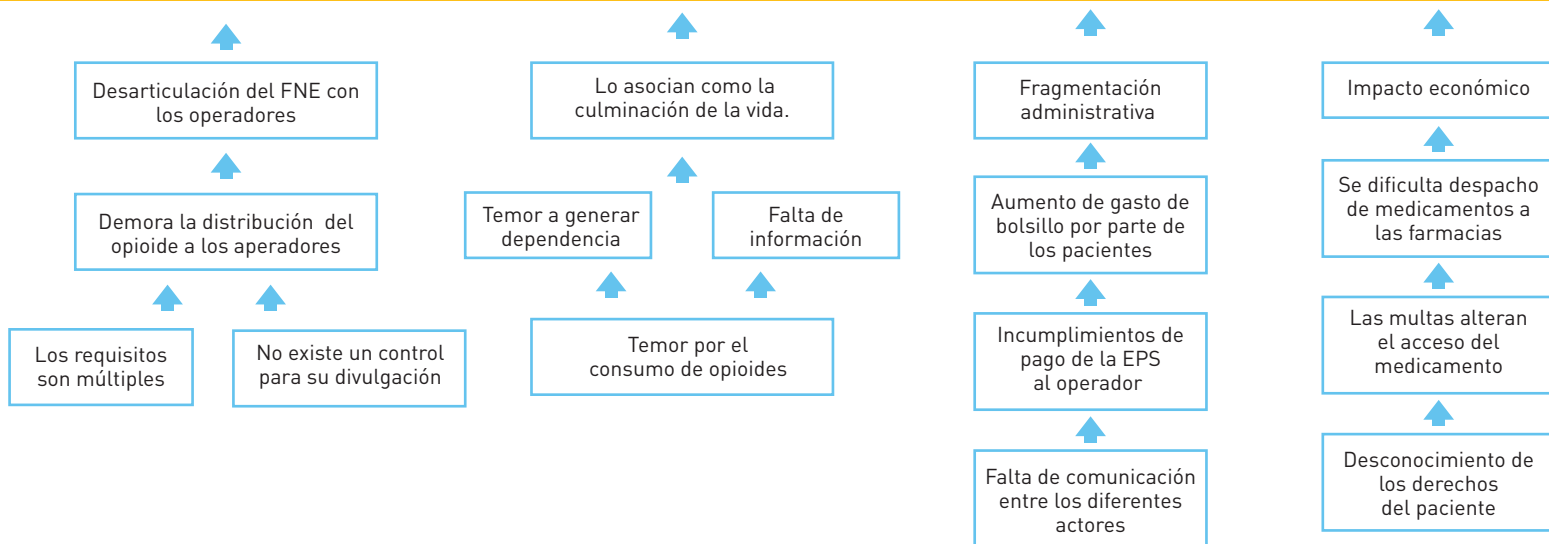 Desarticulación del FNE con
los operadores
Demora la distribución del
opioide a los aperadores
Los requisitos
son múltiples
No existe un control
para su divulgación
Lo asocian como la
culminación de la vida.
Temor a generar
dependencia
Falta de
información
Temor por el
consumo de opioides
Fragmentación
administrativa
Aumento de gasto de
bolsillo por parte de
los pacientes
Incumplimientos de
pago de la EPS
al operador
Falta de comunicación
entre los diferentes
actores
Impacto económico
Se dificulta despacho
de medicamentos a
las farmacias
Las multas alteran
el acceso del
medicamento
Desconocimiento de
los derechos
del paciente